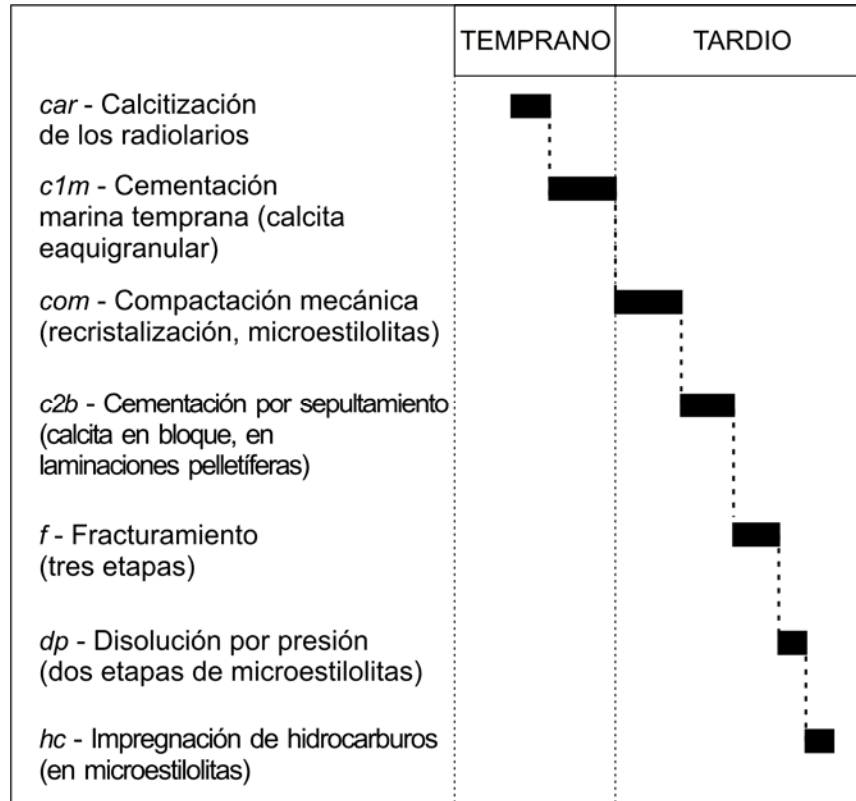 TEMPRANO TARDIO
car - Calcitización
de los radiolarios
c1m - Cementación
marina temprana (calcita
eaquigranular)
com - Compactación mecánica
(recristalización, microestilolitas)
c2b - Cementación por sepultamiento
(calcita en bloque, en
laminaciones pelletíferas)
f - Fracturamiento
(tres etapas)
dp - Disolución por presión
(dos etapas de microestilolitas)
hc - Impregnación de hidrocarburos
(en microestilolitas)